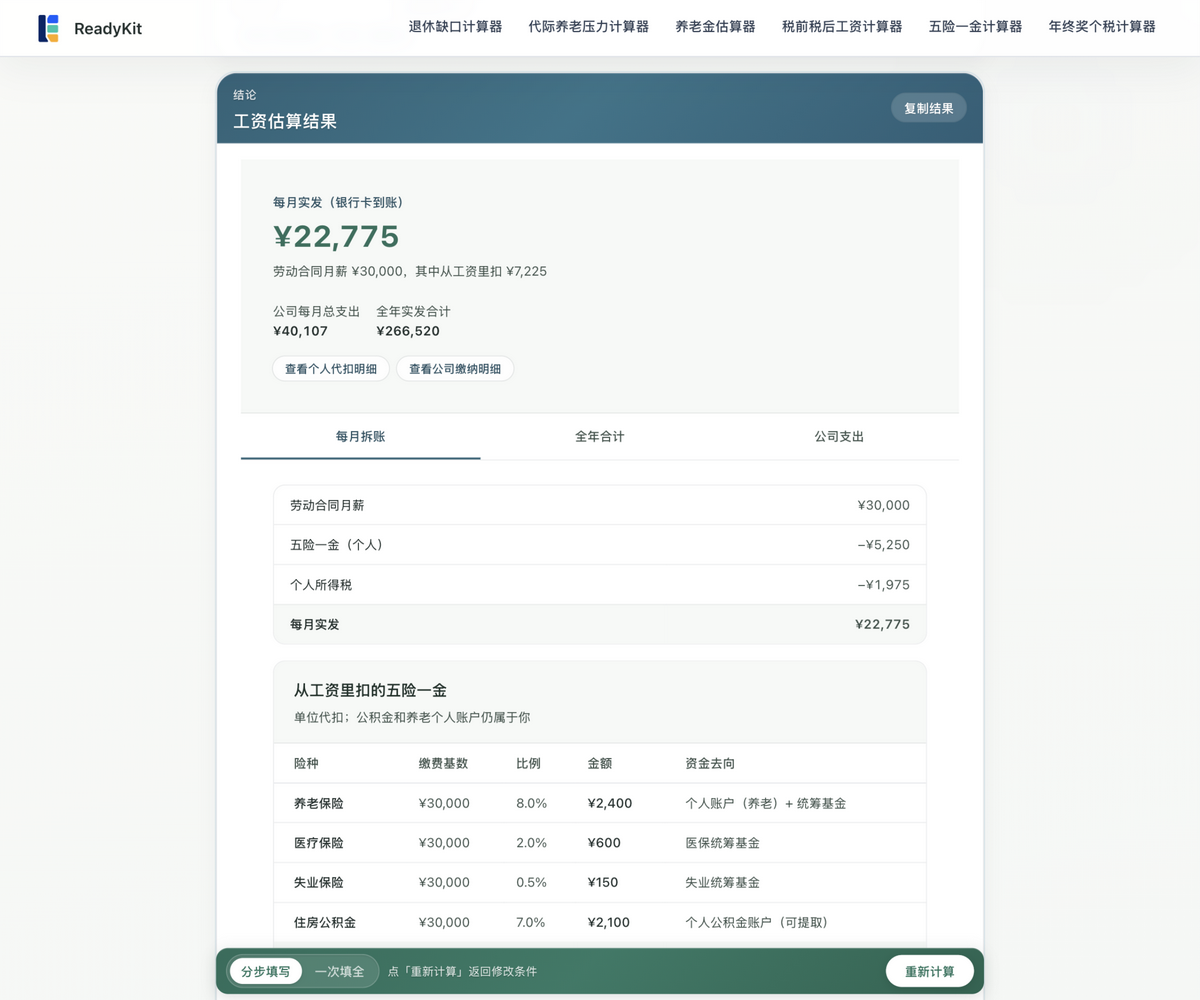 ReadyKit
退休缺口计算器 代际养老压力计算器 养老金估算器 税前税后工资计算器 五险一金计算器 年终奖个税计算器
结论
工资估算结果
复制结果
每月实发（银行卡到账）
¥22,775
劳动合同月薪 ¥30,000，其中从工资里扣 ¥7,225
公司每月总支出 全年实发合计
¥40,107 ¥266,520
查看个人代扣明细 查看公司缴纳明细
每月拆账 全年合计 公司支出
劳动合同月薪 ¥30,000
五险一金（个人） −¥5,250
个人所得税 −¥1,975
每月实发 ¥22,775
从工资里扣的五险一金
单位代扣；公积金和养老个人账户仍属于你
险种 缴费基数 比例 金额 资金去向
养老保险 ¥30,000 8.0% ¥2,400 个人账户（养老）+ 统筹基金
医疗保险 ¥30,000 2.0% ¥600 医保统筹基金
失业保险 ¥30,000 0.5% ¥150 失业统筹基金
住房公积金 ¥30,000 7.0% ¥2,100 个人公积金账户（可提取）
分步填写 一次填全 点「重新计算」返回修改条件 重新计算